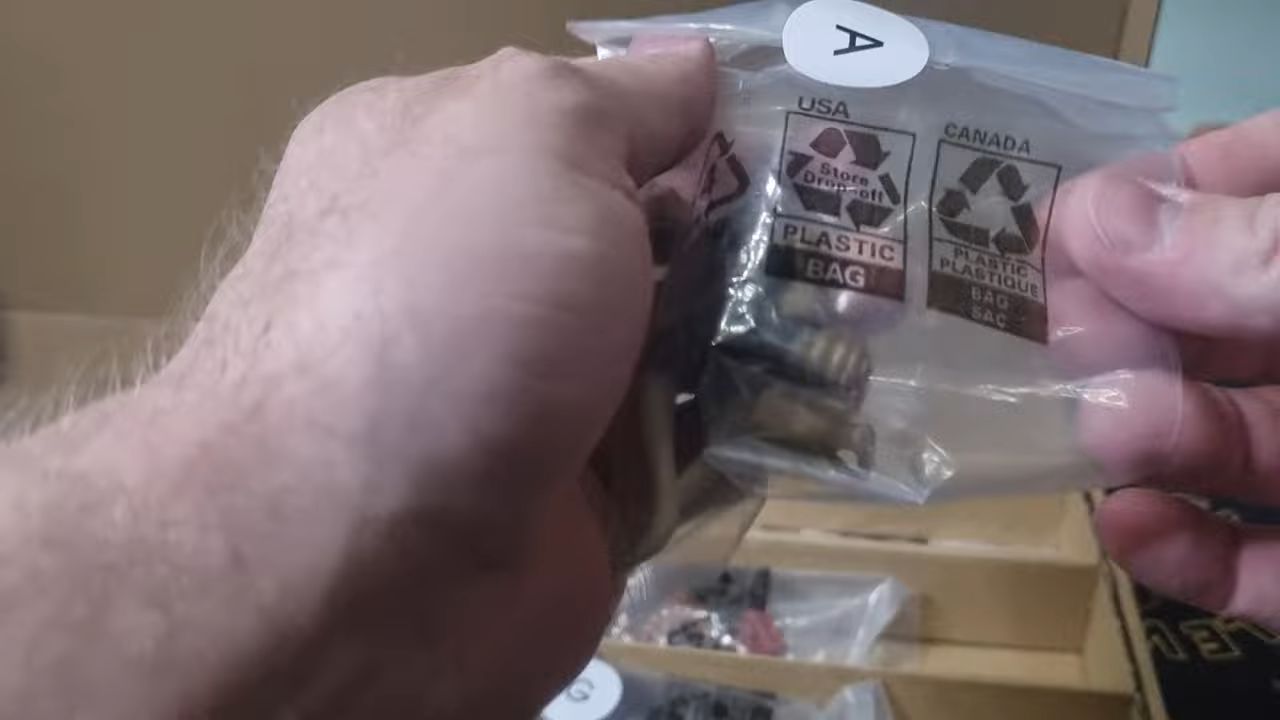 A
USA
Store
Drop-off
PLASTIC
BAG
CANADA
PLASTIC
PLASTIQUE
BAG
SAC
G